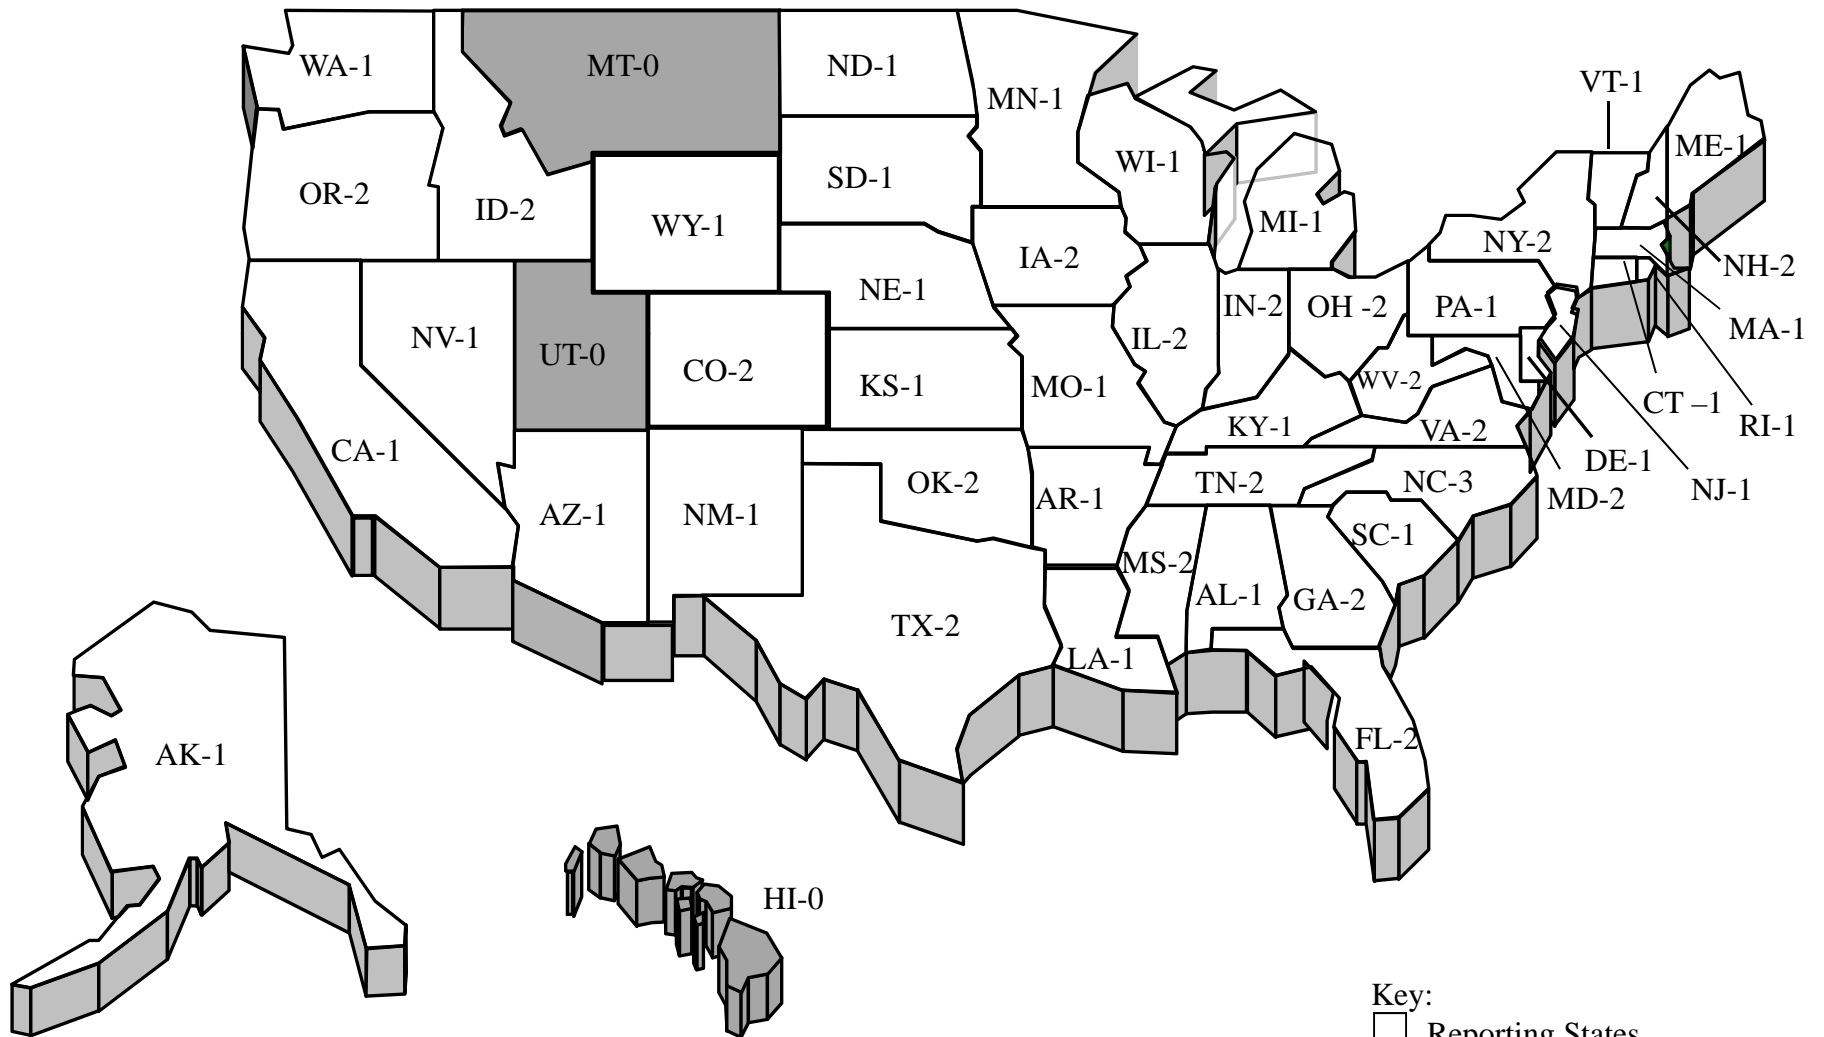 WA-1
MT-0
ND-1
MN-1
VT-1
ME-1
OR-2
ID-2
WY-1
SD-1
WI-1
MI-1
NY-2
NH-2
IA-2
NE-1
IN-2
OH -2
PA-1
MA-1
NV-1
UT-0
CO-2
KS-1
MO-1
IL-2
WV-2
CT –1
RI-1
CA-1
KY-1
VA-2
DE-1
AZ-1
NM-1
OK-2
AR-1
TN-2
NC-3
MD-2
NJ-1
SC-1
MS-2
AL-1
GA-2
TX-2
LA-1
FL-2
AK-1
HI-0
Key:
Reporting States